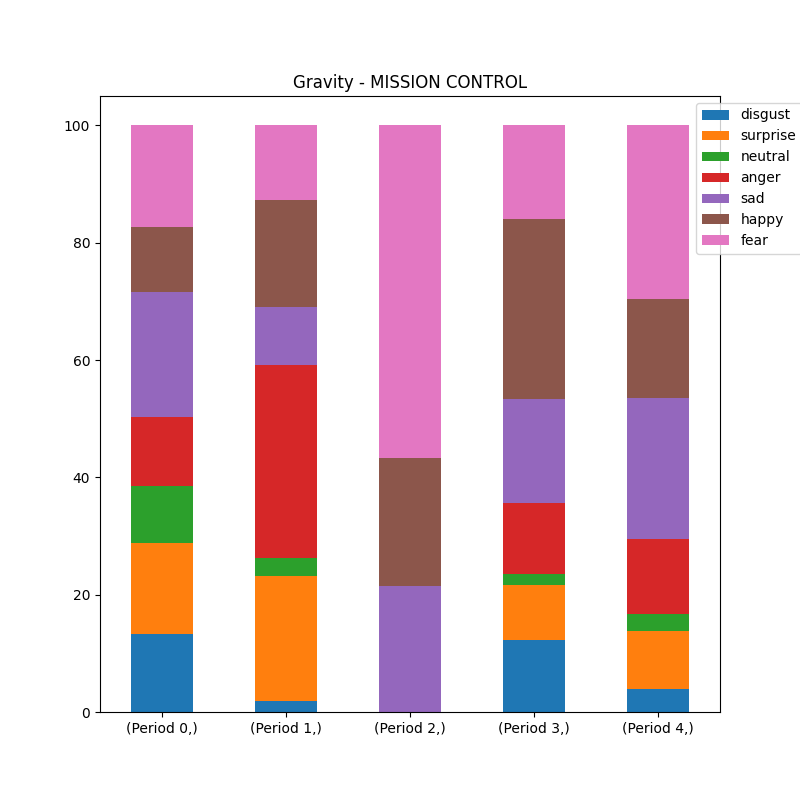 Gravity - MISSION CONTROL
100
80
60
40
20
0
disgust
surprise
neutral
anger
sad
happy
fear
(Period 0,) (Period 1,) (Period 2,) (Period 3,) (Period 4,)